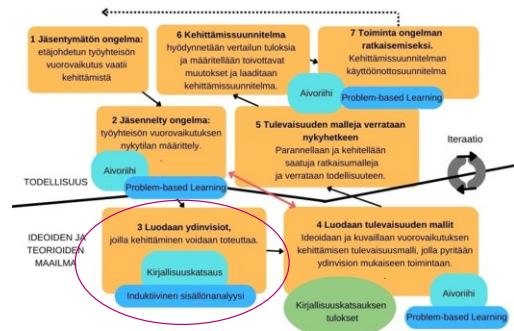 1 Jäsentymätön ongelma:
etäjohdetun työyhteisön
vuorovaikutus vaatii
kehittämistä
6 Kehittämissuunnitelma
hyödynnetään vertailun tuloksia
ja määritellään toivottavat
muutokset ja laaditaan
kehittämissuunnitelma.
7 Toiminta ongelman
ratkaisemiseksi.
Kehittämissuunnitelman
käyttöönottosuunnitelma
Aivoriihi
Problem-based Learning
2 Jäsennelty ongelma:
työyhteisön vuorovaikutuksen
nykytilan määrittely.
.
Aivoriihi
Problem-based Learning
5 Tulevaisuuden malleja verrataan
nykyhetkeen
Parannellaan ja kehitellään
saatuja ratkaisumalleja
ja verrataan todellisuuteen.
Iteraatio
TODELLISUUS
IDEOIDEN JA
TEORIOIDEN
MAAILMA
3 Luodaan ydinvisiot,
joilla kehittäminen voidaan toteuttaa.
Kirjallisuuskatsaus
Induktiivinen sisällönanalyysi
4 Luodaan tulevaisuuden mallit
Ideoidaan ja kuvaillaan vuorovaikutuksen
kehittämisen tulevaisuusmalli, jolla pyritään
ydinvision mukaiseen toimintaan.
Kirjallisuuskatsauksen
tulokset
Aivoriihi
Problem-based Learning